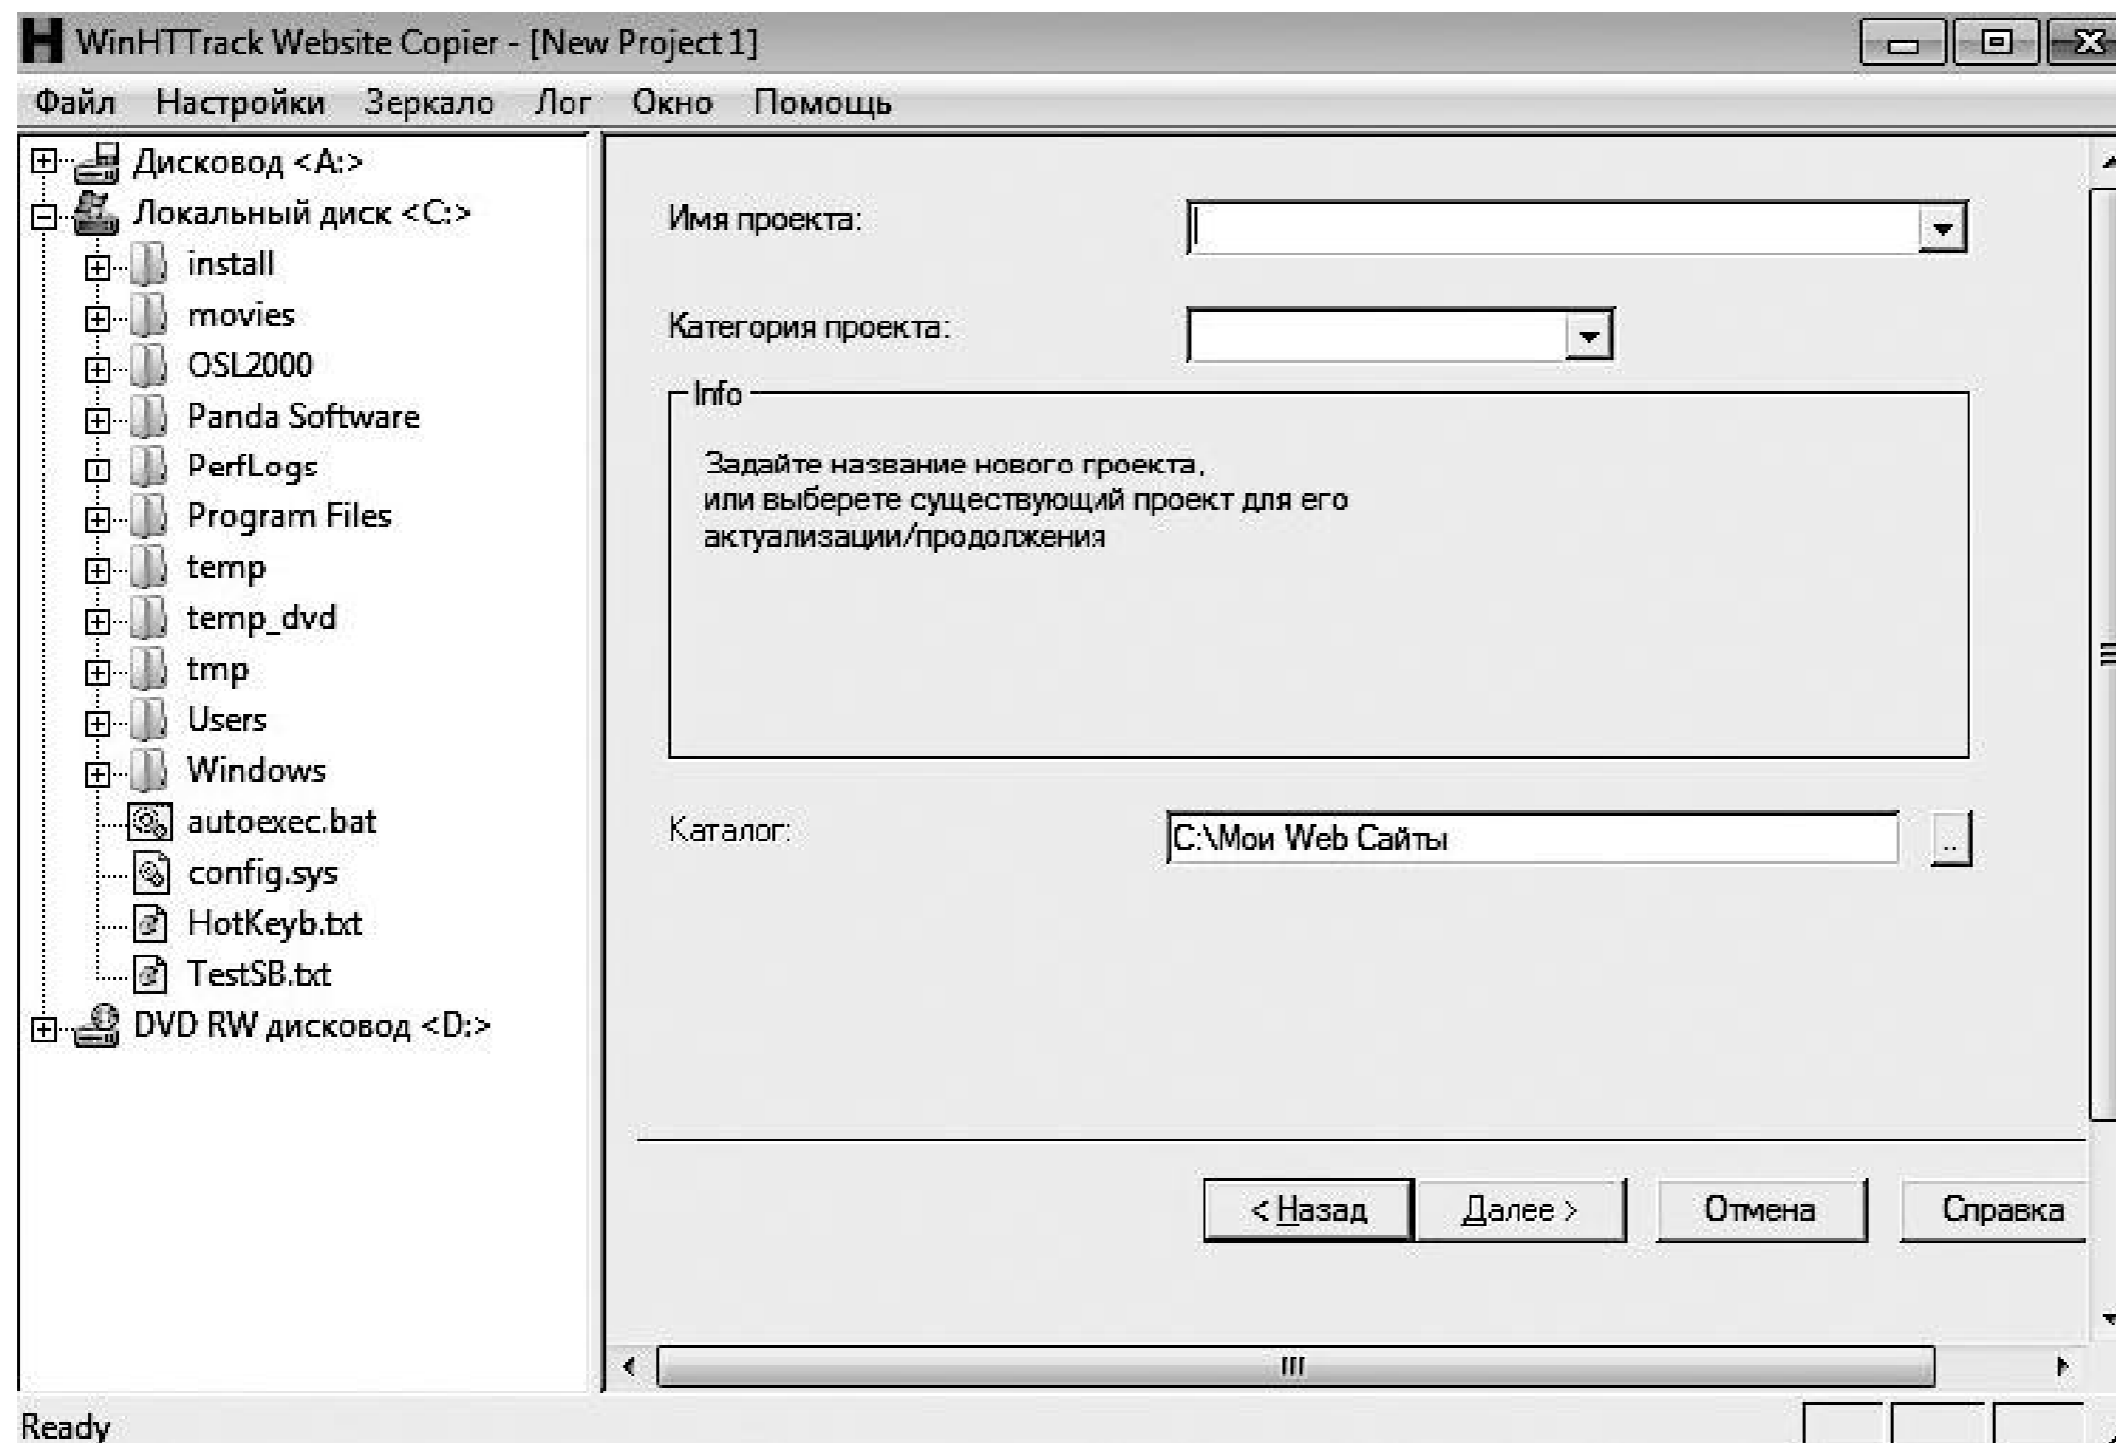 WinHTTrack Website Copier - [New Project 1]
Файл Настройки Зеркало Лог Окно Помощь
Дисковод <A:>
Локальный диск <C:>
install
movies
OSL2000
Panda Software
PerfLogs
Program Files
temp
temp_dvd
tmp
Users
Windows
autoexec.bat
config.sys
HotKeyb.txt
TestSB.txt
DVD RW дисковод <D:>
Имя проекта:
Категория проекта:
Info
Задайте название нового проекта,
или выберете существующий проект для его
актуализации/продолжения
Каталог:
C:\Мои Web Сайты
..
< Назад
Далее >
Отмена
Справка
Ready